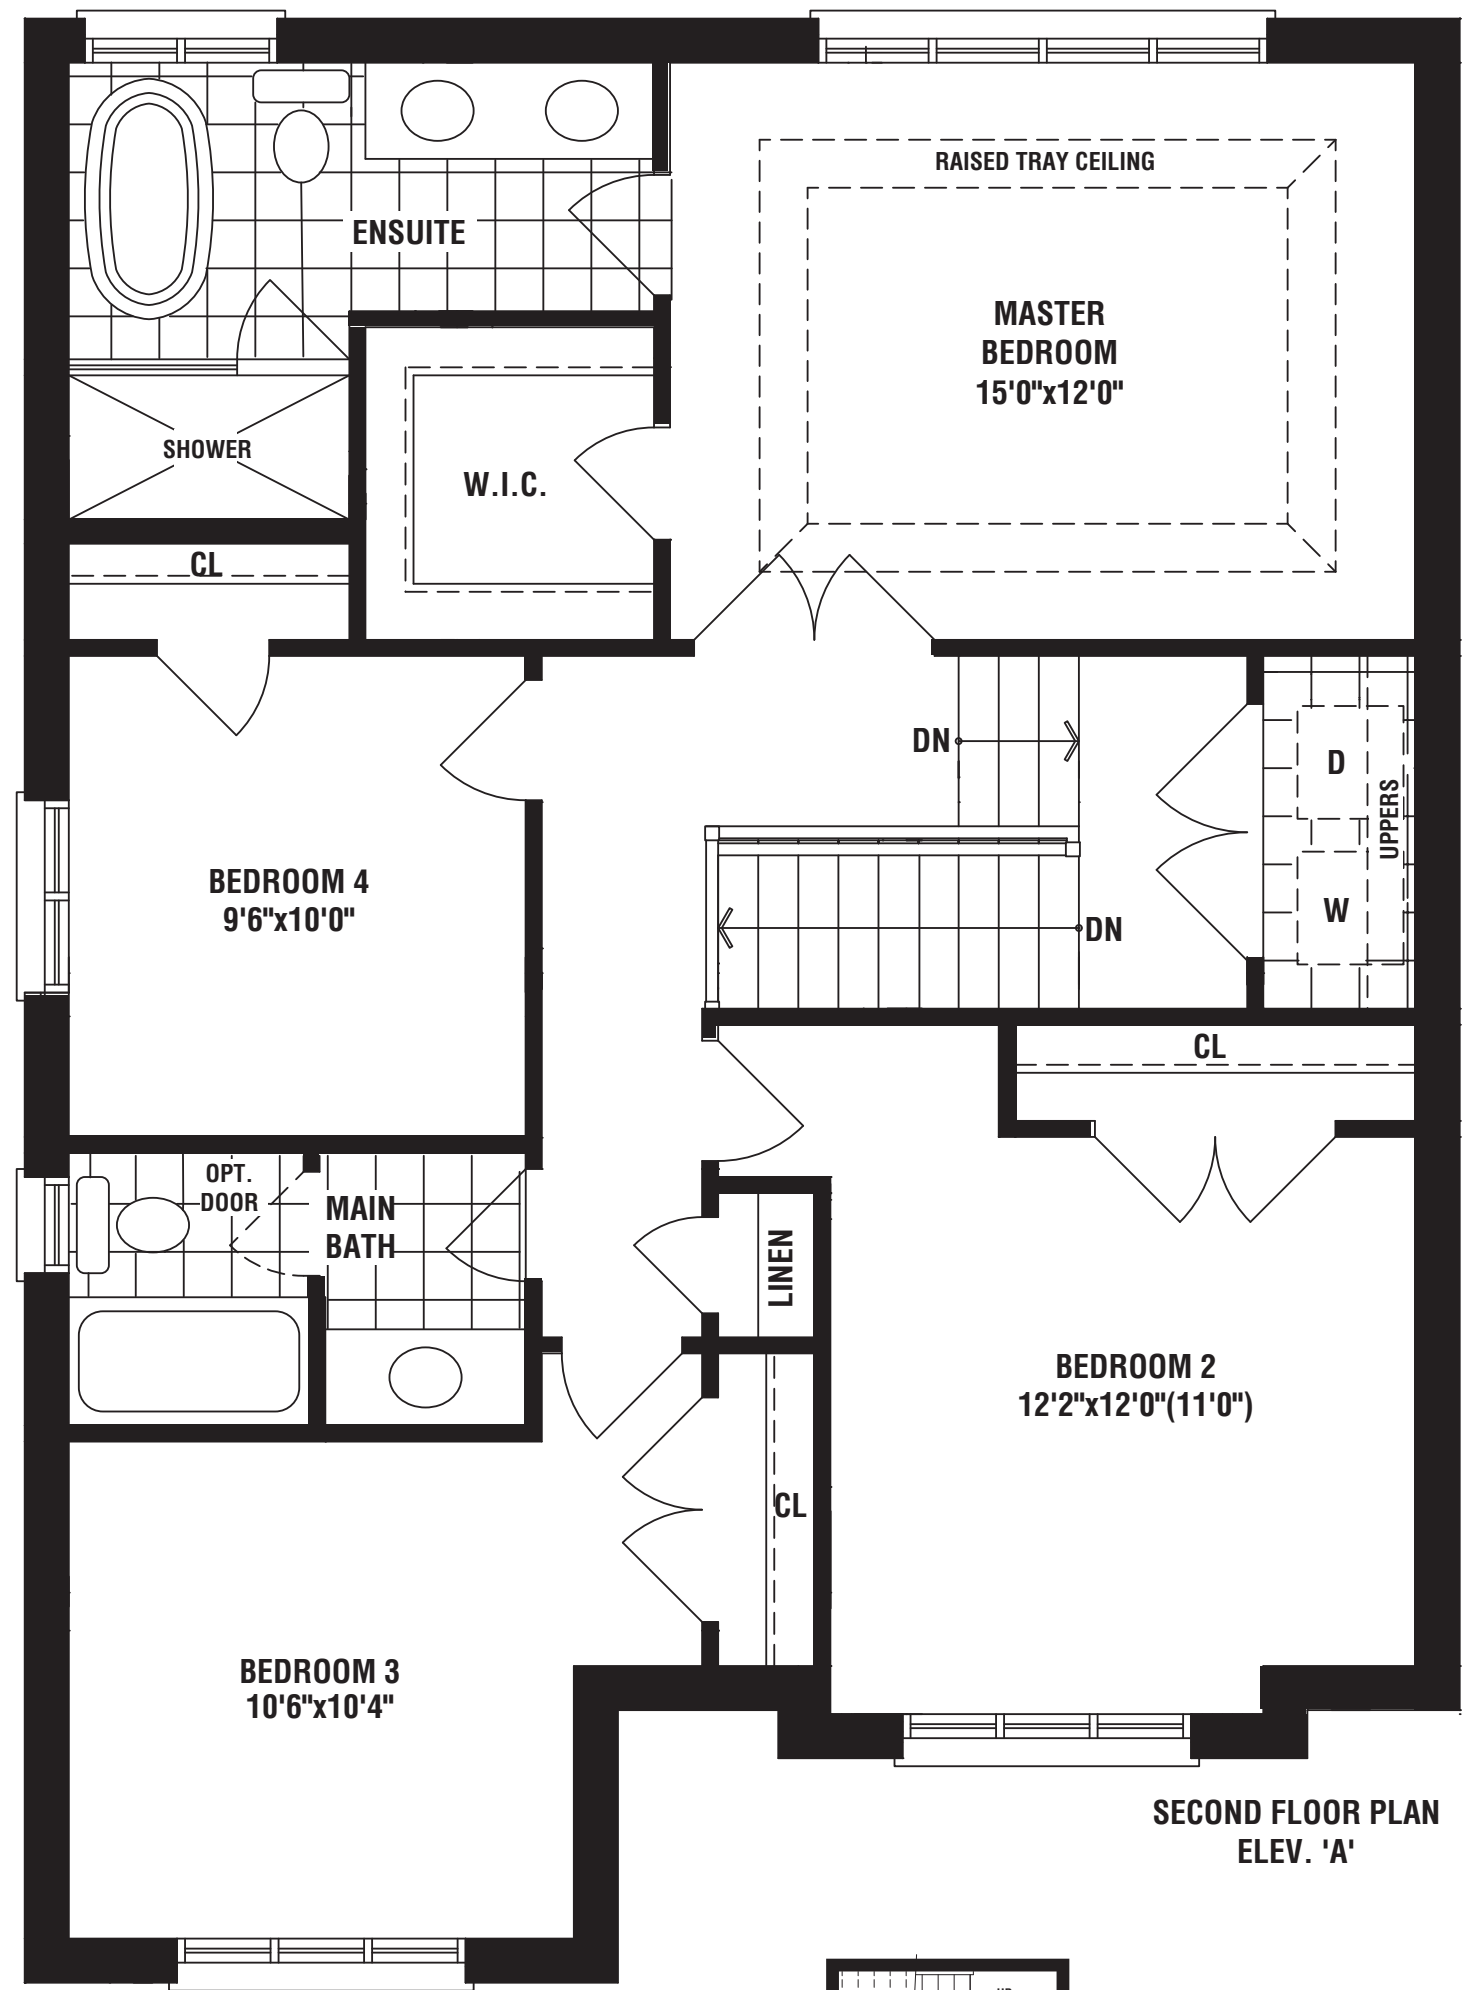 RAISED TRAY CEILING
ENSUITE
MASTER
BEDROOM
15'0"x12'0"
SHOWER
W.I.C.
CL
DN
D
UPPERS
W
DN
BEDROOM 4
9'6"x10'0"
CL
OPT.
DOOR
MAIN
BATH
LINEN
BEDROOM 2
12'2"x12'0"(11'0")
CL
BEDROOM 3
10'6"x10'4"
SECOND FLOOR PLAN
ELEV. 'A'